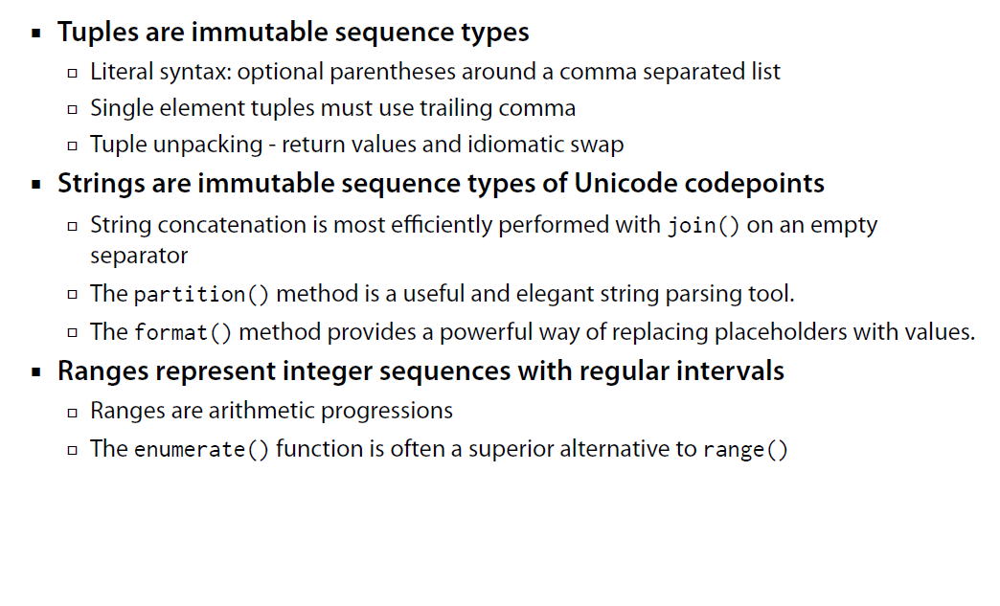 Tuples are immutable sequence types
Literal syntax: optional parentheses around a comma separated list
Single element tuples must use trailing comma
Tuple unpacking - return values and idiomatic swap
Strings are immutable sequence types of Unicode codepoints
String concatenation is most efficiently performed with join() on an empty
separator
The partition() method is a useful and elegant string parsing tool.
The format() method provides a powerful way of replacing placeholders with values.
Ranges represent integer sequences with regular intervals
Ranges are arithmetic progressions
The enumerate() function is often a superior alternative to range()